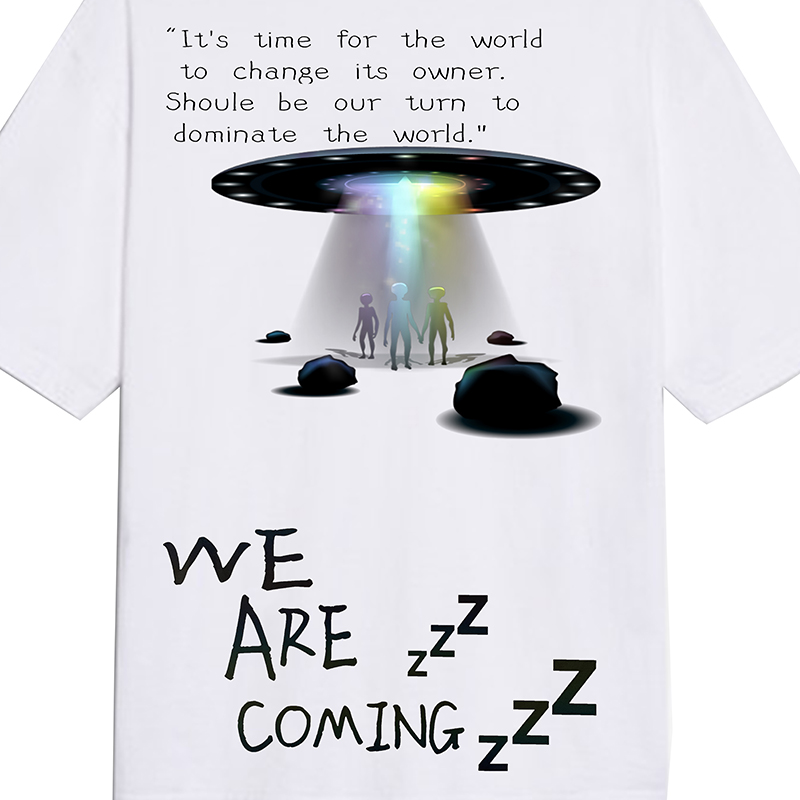 "It's time for the world
to change its owner.
Shoule be our turn to
dominate the world."
WE
ARE zzZ
COMING zZZ